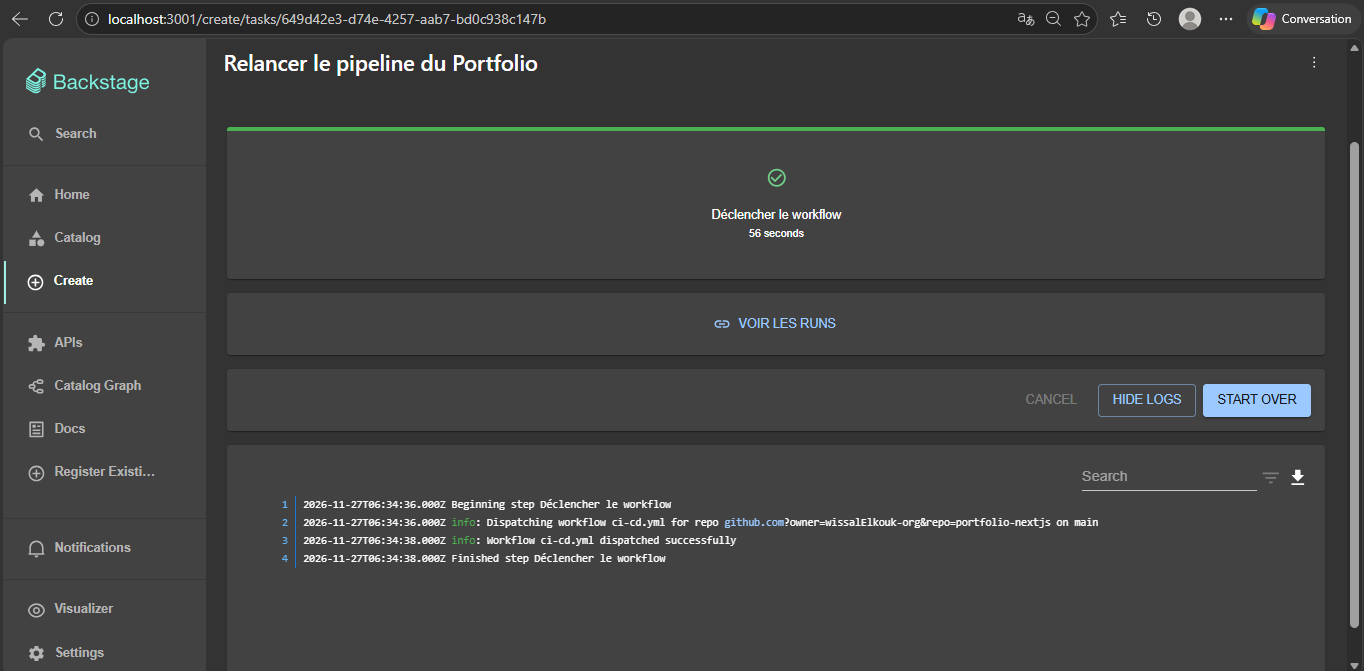 localhost:3001/create/tasks/649d42e3-d74e-4257-aab7-bd0c938c147b
Conversation
Backstage
Search
Home
Catalog
Create
APIs
Catalog Graph
Docs
Register Existi...
Notifications
Visualizer
Settings
Relancer le pipeline du Portfolio
Déclencher le workflow
56 seconds
VOIR LES RUNS
CANCEL
HIDE LOGS
START OVER
Search
1 2026-11-27T06:34:36.000Z Beginning step Déclencher le workflow
2 2026-11-27T06:34:36.000Z info: Dispatching workflow ci-cd.yml for repo github.com?owner=wissalElkouk-org&repo=portfolio-nextjs on main
3 2026-11-27T06:34:38.000Z info: Workflow ci-cd.yml dispatched successfully
4 2026-11-27T06:34:38.000Z Finished step Déclencher le workflow